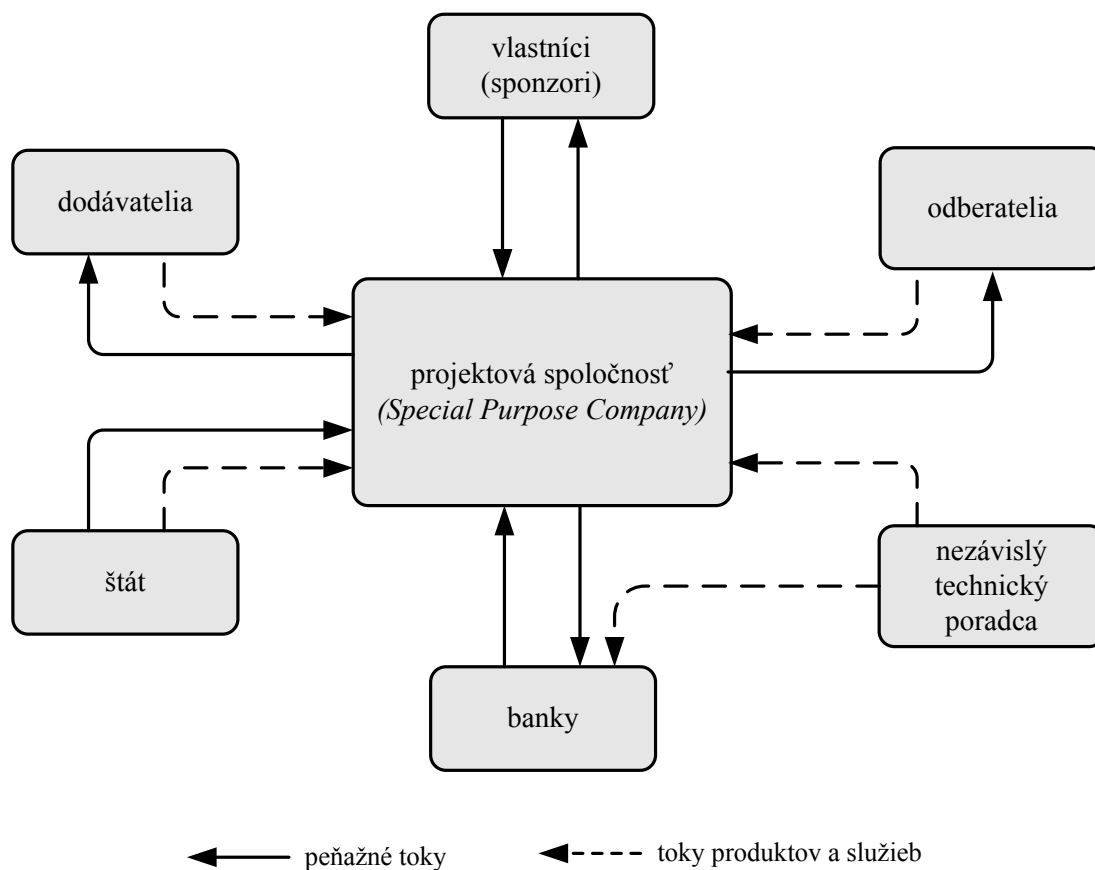 vlastníci
(sponzori)
dodávatelia
odberatelia
projektová spoločnosť
(Special Purpose Company)
štát
nezávislý
technický
poradca
banky
peňažné toky
toky produktov a služieb